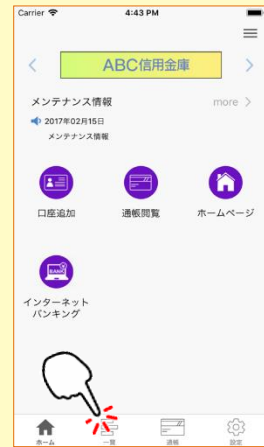 Carrier 4:43 PM
ABC信用金庫
メンテナンス情報 more
2017年02月15日
メンテナンス情報
口座追加 通帳閲覧 ホームページ
BANK
インターネット
バンキング
ホーム 一覧 通帳 設定